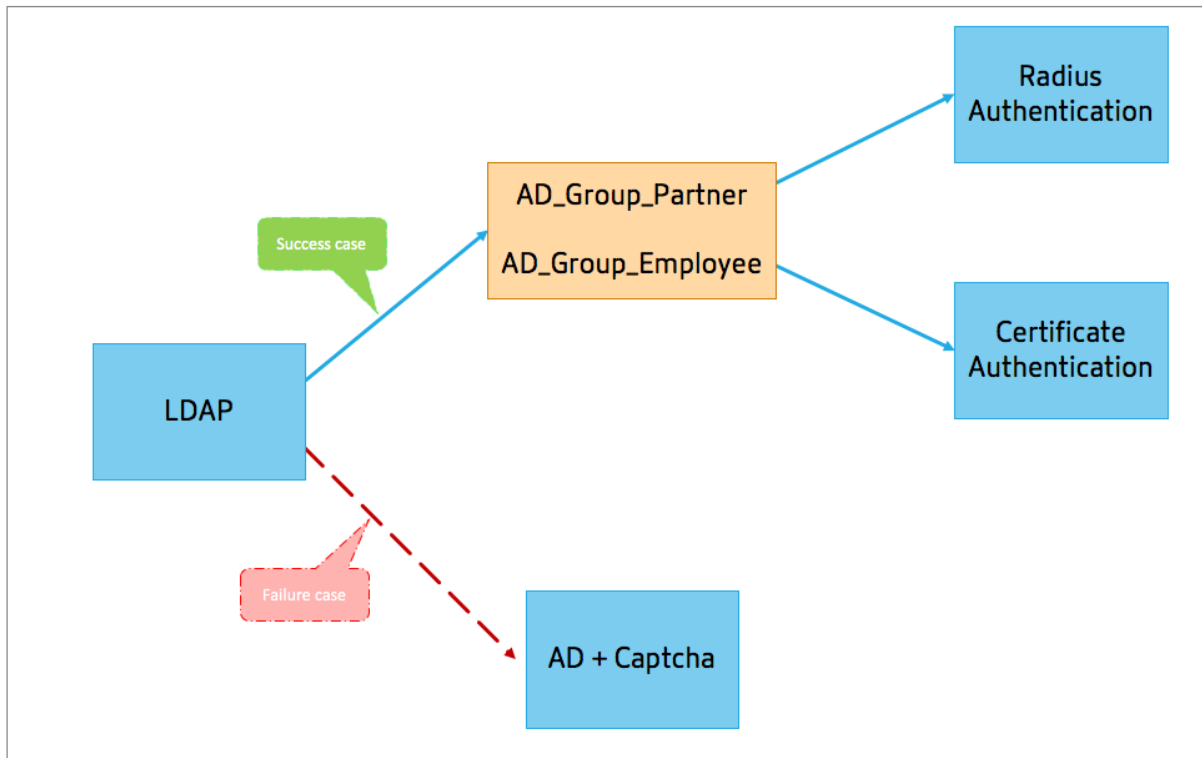 Radius
Authentication
AD_Group_Partner
AD_Group_Employee
Success case
Certificate
Authentication
LDAP
Failure case
AD + Captcha